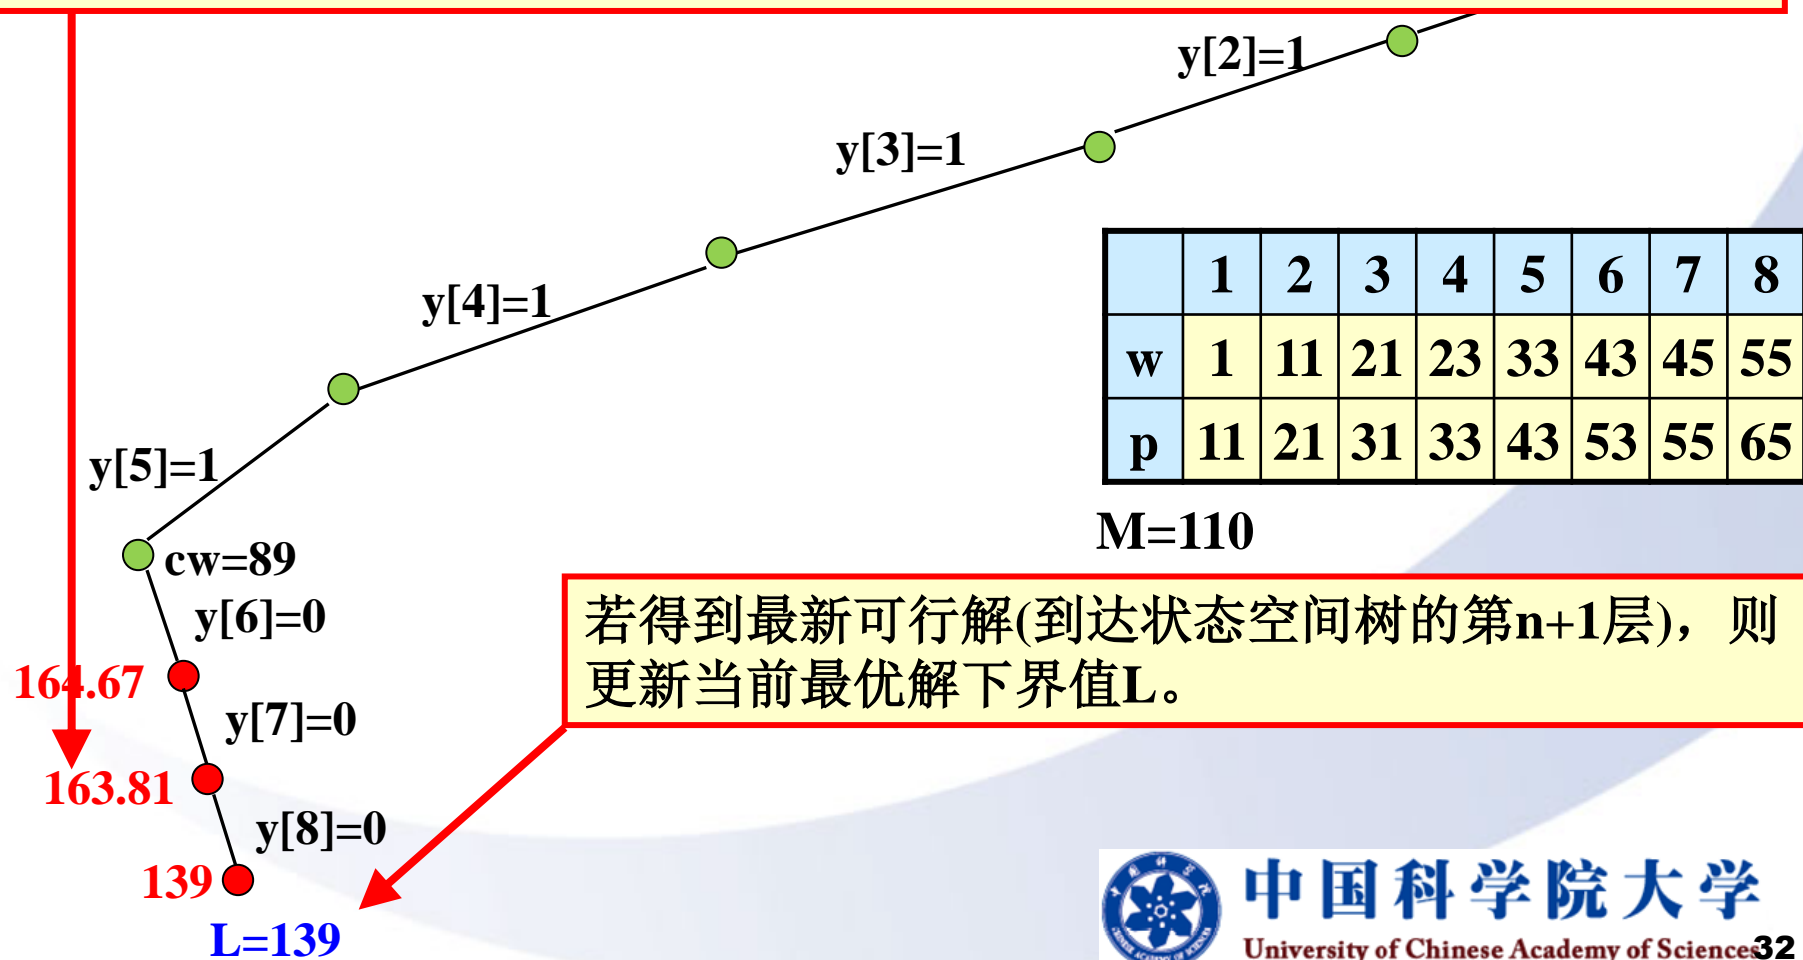 y[2]=1
y[3]=1
y[4]=1
y[5]=1
1 2 3 4 5 6 7 8
w 1 11 21 23 33 43 45 55
p 11 21 31 33 43 53 55 65
M=110
cw=89
y[6]=0
若得到最新可行解(到达状态空间树的第n+1层)，则
更新当前最优解下界值L。
164.67
y[7]=0
163.81
y[8]=0
139
L=139
中国科学院大学
University of Chinese Academy of Sciences
32